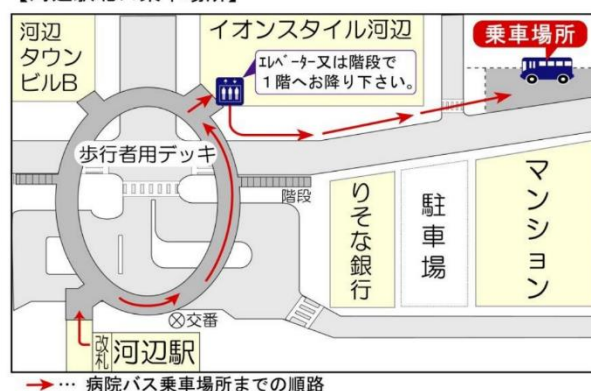 河辺
タウン
ビルB
イオンスタイル河辺
乗車場所
エレベーター又は階段で
1階へお降り下さい。
歩行者用デッキ
階段
りそな銀行
駐車場
マンション
交番
改札
河辺駅
→… 病院バス乗車場所までの順路